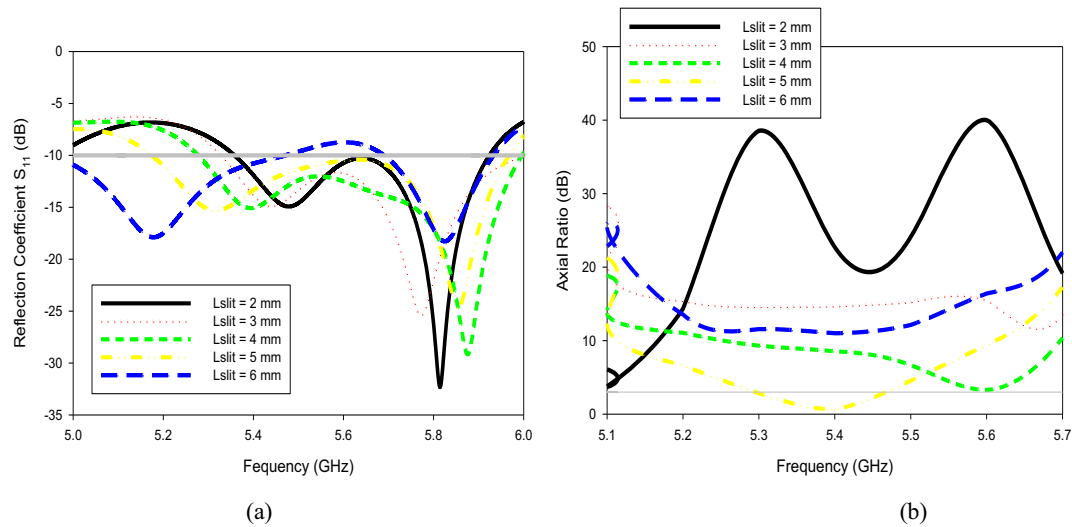 0
-5
-10
-15
-20
-25
-30
-35
Reflection Coefficient S11 (dB)
5.0 5.2 5.4 5.6 5.8 6.0
Fequency (GHz)
Lslit = 2 mm
Lslit = 3 mm
Lslit = 4 mm
Lslit = 5 mm
Lslit = 6 mm
(a)
Lslit = 2 mm
Lslit = 3 mm
Lslit = 4 mm
Lslit = 5 mm
Lslit = 6 mm
50
40
30
20
10
0
Axial Ratio (dB)
5.1 5.2 5.3 5.4 5.5 5.6 5.7
Frequency (GHz)
(b)